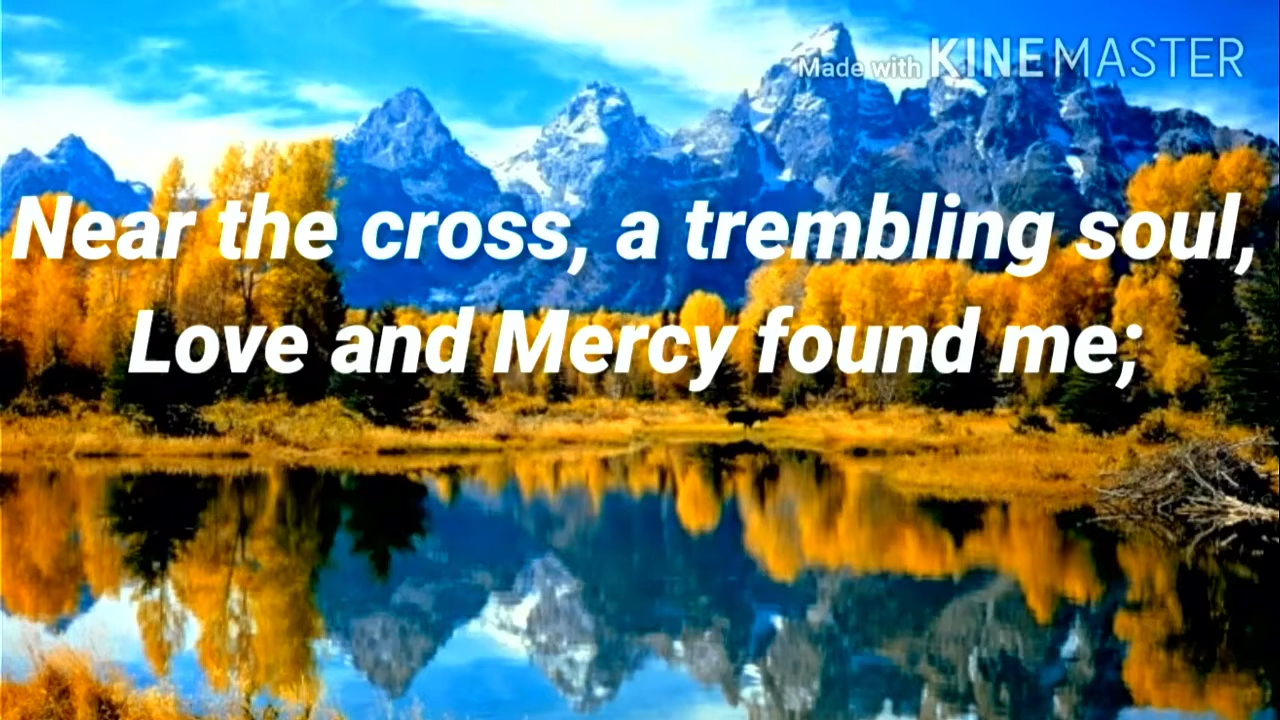 Made with KINEMASTER
Near the cross, a trembling soul,
Love and Mercy found me;